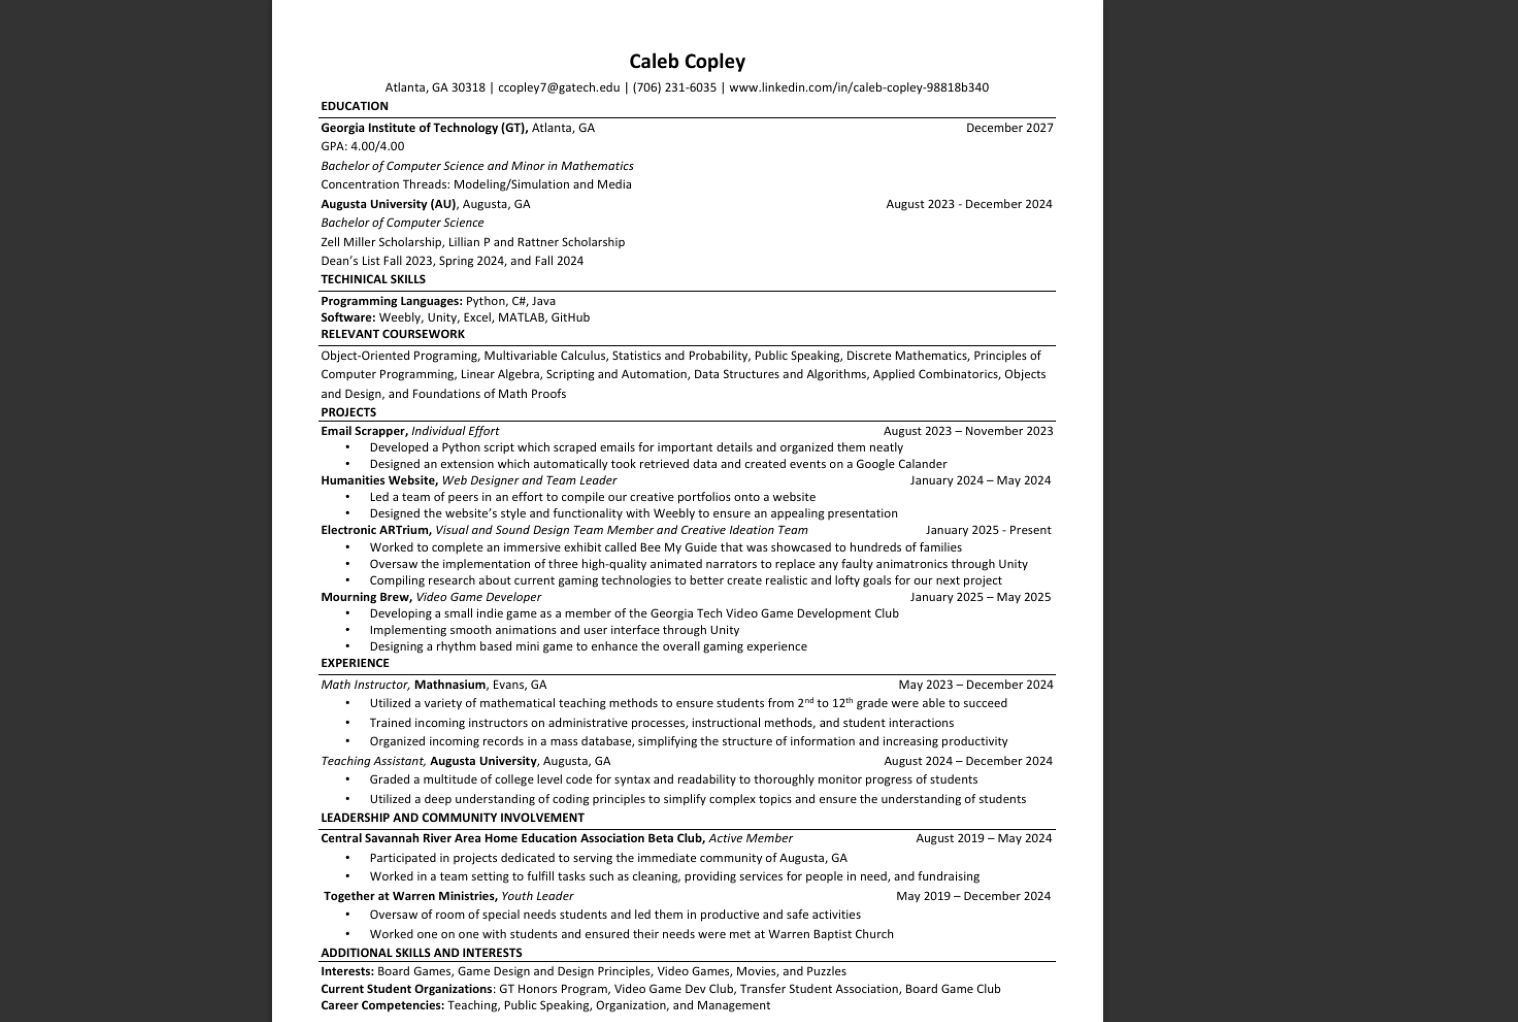 Caleb Copley
Atlanta, GA 30318 | ccopley7@gatech.edu | (706) 231-6035 | www.linkedin.com/in/caleb-copley-98818b340
EDUCATION
Georgia Institute of Technology (GT), Atlanta, GA December 2027
GPA: 4.00/4.00
Bachelor of Computer Science and Minor in Mathematics
Concentration Threads: Modeling/Simulation and Media
Augusta University (AU), Augusta, GA August 2023 - December 2024
Bachelor of Computer Science
Zell Miller Scholarship, Lillian P and Rattner Scholarship
Dean’s List Fall 2023, Spring 2024, and Fall 2024
TECHNICAL SKILLS
Programming Languages: Python, C#, Java
Software: Weebly, Unity, Excel, MATLAB, GitHub
RELEVANT COURSEWORK
Object-Oriented Programing, Multivariable Calculus, Statistics and Probability, Public Speaking, Discrete Mathematics, Principles of
Computer Programming, Linear Algebra, Scripting and Automation, Data Structures and Algorithms, Applied Combinatorics, Objects
and Design, and Foundations of Math Proofs
PROJECTS
Email Scrapper, Individual Effort August 2023 – November 2023
• Developed a Python script which scraped emails for important details and organized them neatly
• Designed an extension which automatically took retrieved data and created events on a Google Calander
Humanities Website, Web Designer and Team Leader January 2024 – May 2024
• Led a team of peers in an effort to compile our creative portfolios onto a website
• Designed the website’s style and functionality with Weebly to ensure an appealing presentation
Electronic ARTrium, Visual and Sound Design Team Member and Creative Ideation Team January 2025 - Present
• Worked to complete an immersive exhibit called Bee My Guide that was showcased to hundreds of families
• Oversaw the implementation of three high-quality animated narrators to replace any faulty animatronics through Unity
• Compiling research about current gaming technologies to better create realistic and lofty goals for our next project
Mourning Brew, Video Game Developer January 2025 – May 2025
• Developing a small indie game as a member of the Georgia Tech Video Game Development Club
• Implementing smooth animations and user interface through Unity
• Designing a rhythm based mini game to enhance the overall gaming experience
EXPERIENCE
Math Instructor, Mathnasium, Evans, GA May 2023 – December 2024
• Utilized a variety of mathematical teaching methods to ensure students from 2nd to 12th grade were able to succeed
• Trained incoming instructors on administrative processes, instructional methods, and student interactions
• Organized incoming records in a mass database, simplifying the structure of information and increasing productivity
Teaching Assistant, Augusta University, Augusta, GA August 2024 – December 2024
• Graded a multitude of college level code for syntax and readability to thoroughly monitor progress of students
• Utilized a deep understanding of coding principles to simplify complex topics and ensure the understanding of students
LEADERSHIP AND COMMUNITY INVOLVEMENT
Central Savannah River Area Home Education Association Beta Club, Active Member August 2019 – May 2024
• Participated in projects dedicated to serving the immediate community of Augusta, GA
• Worked in a team setting to fulfill tasks such as cleaning, providing services for people in need, and fundraising
Together at Warren Ministries, Youth Leader May 2019 – December 2024
• Oversaw of room of special needs students and led them in productive and safe activities
• Worked one on one with students and ensured their needs were met at Warren Baptist Church
ADDITIONAL SKILLS AND INTERESTS
Interests: Board Games, Game Design and Design Principles, Video Games, Movies, and Puzzles
Current Student Organizations: GT Honors Program, Video Game Dev Club, Transfer Student Association, Board Game Club
Career Competencies: Teaching, Public Speaking, Organization, and Management